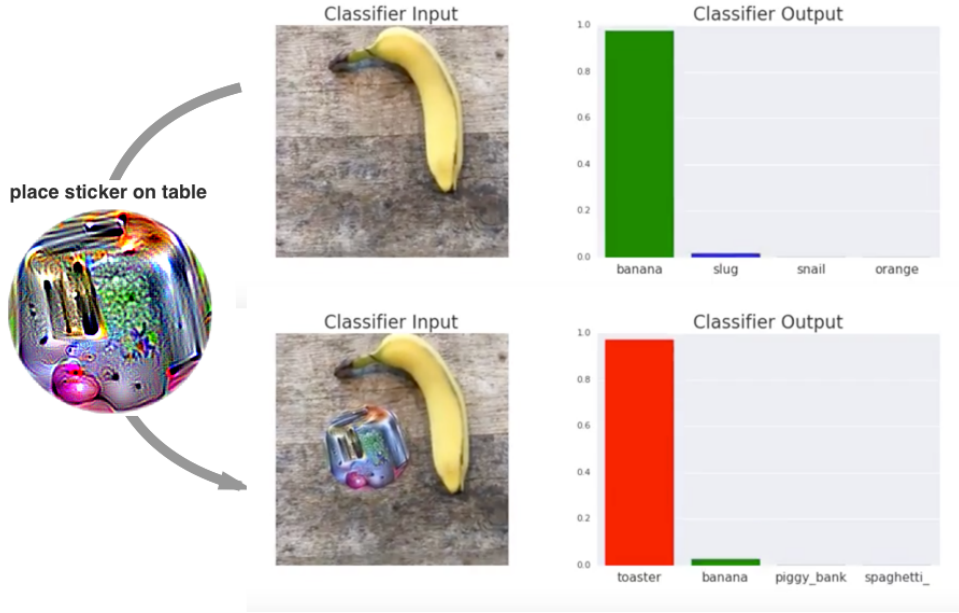 Classifier Input
Classifier Output
1.0
0.8
0.6
0.4
0.2
0.0
banana slug snail orange
place sticker on table
Classifier Input
Classifier Output
1.0
0.8
0.6
0.4
0.2
0.0
toaster banana piggy_bank spaghetti_